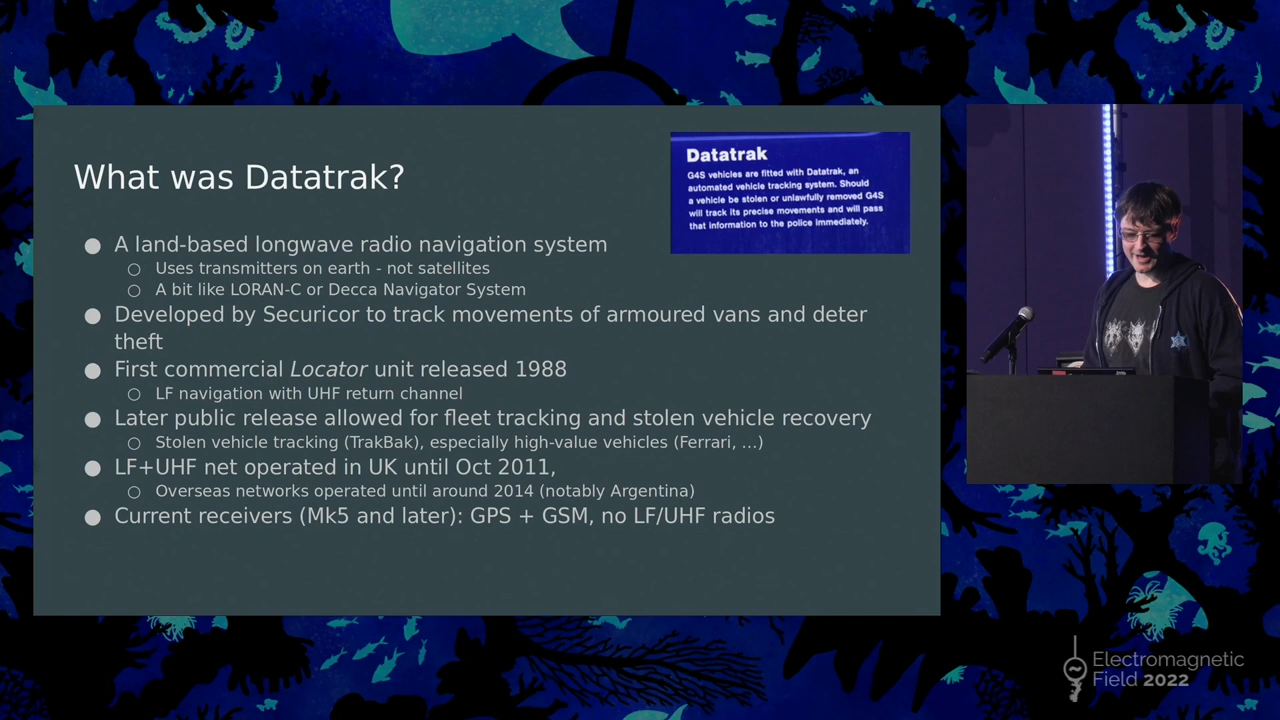 What was Datatrak?
Datatrak
G4S vehicles are fitted with Datatrak, an
automated vehicle tracking system. Should
a vehicle be stolen or unlawfully removed G4S
will track its precise movements and will pass
that information to the police immediately.
● A land-based longwave radio navigation system
○ Uses transmitters on earth - not satellites
○ A bit like LORAN-C or Decca Navigator System
● Developed by Securicor to track movements of armoured vans and deter
theft
● First commercial Locator unit released 1988
○ LF navigation with UHF return channel
● Later public release allowed for fleet tracking and stolen vehicle recovery
○ Stolen vehicle tracking (TrakBak), especially high-value vehicles (Ferrari, ...)
● LF+UHF net operated in UK until Oct 2011,
○ Overseas networks operated until around 2014 (notably Argentina)
● Current receivers (Mk5 and later): GPS + GSM, no LF/UHF radios
Electromagnetic
Field 2022